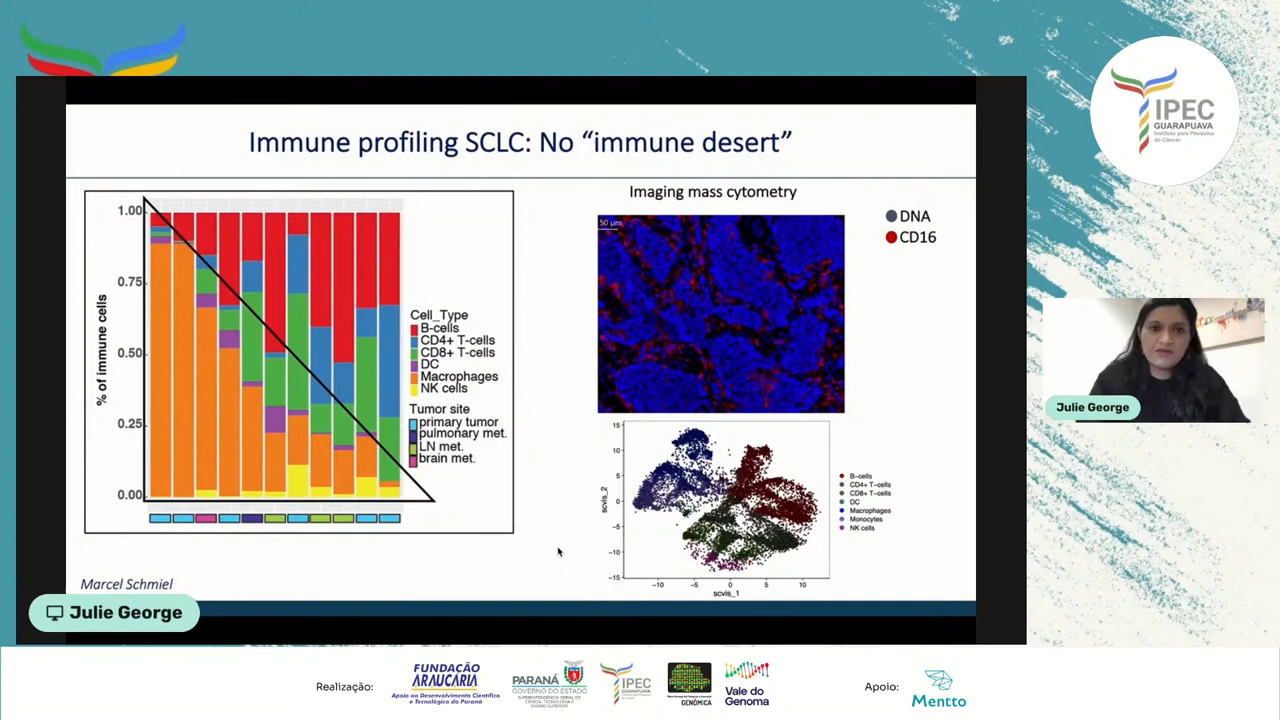 Immune profiling SCLC: No “immune desert”
% of immune cells
1.00
0.75
0.50
0.25
0.00
Cell_Type
B-cells
CD4+ T-cells
CD8+ T-cells
DC
Macrophages
NK cells
Tumor site
primary tumor
pulmonary met.
LN met.
brain met.
Imaging mass cytometry
50 µm
DNA
CD16
scvis_2
15
10
5
0
−5
−10
−15
−10
−5
0
5
10
scvis_1
B−cells
CD4+ T−cells
CD8+ T−cells
DC
Macrophages
Monocytes
NK cells
Marcel Schmiel
Julie George
IPEC
GUARAPUAVA
Instituto para Pesquisa
do Câncer
Julie George
Realização:
FUNDAÇÃO
ARAUCÁRIA
Apoio ao Desenvolvimento Científico
e Tecnológico do Paraná
PARANÁ
GOVERNO DO ESTADO
SUPERINTENDÊNCIA GERAL DE
CIÊNCIA, TECNOLOGIA E
ENSINO SUPERIOR
IPEC
GUARAPUAVA
GENÔMICA
Vale do
Genoma
Apoio:
Mentto